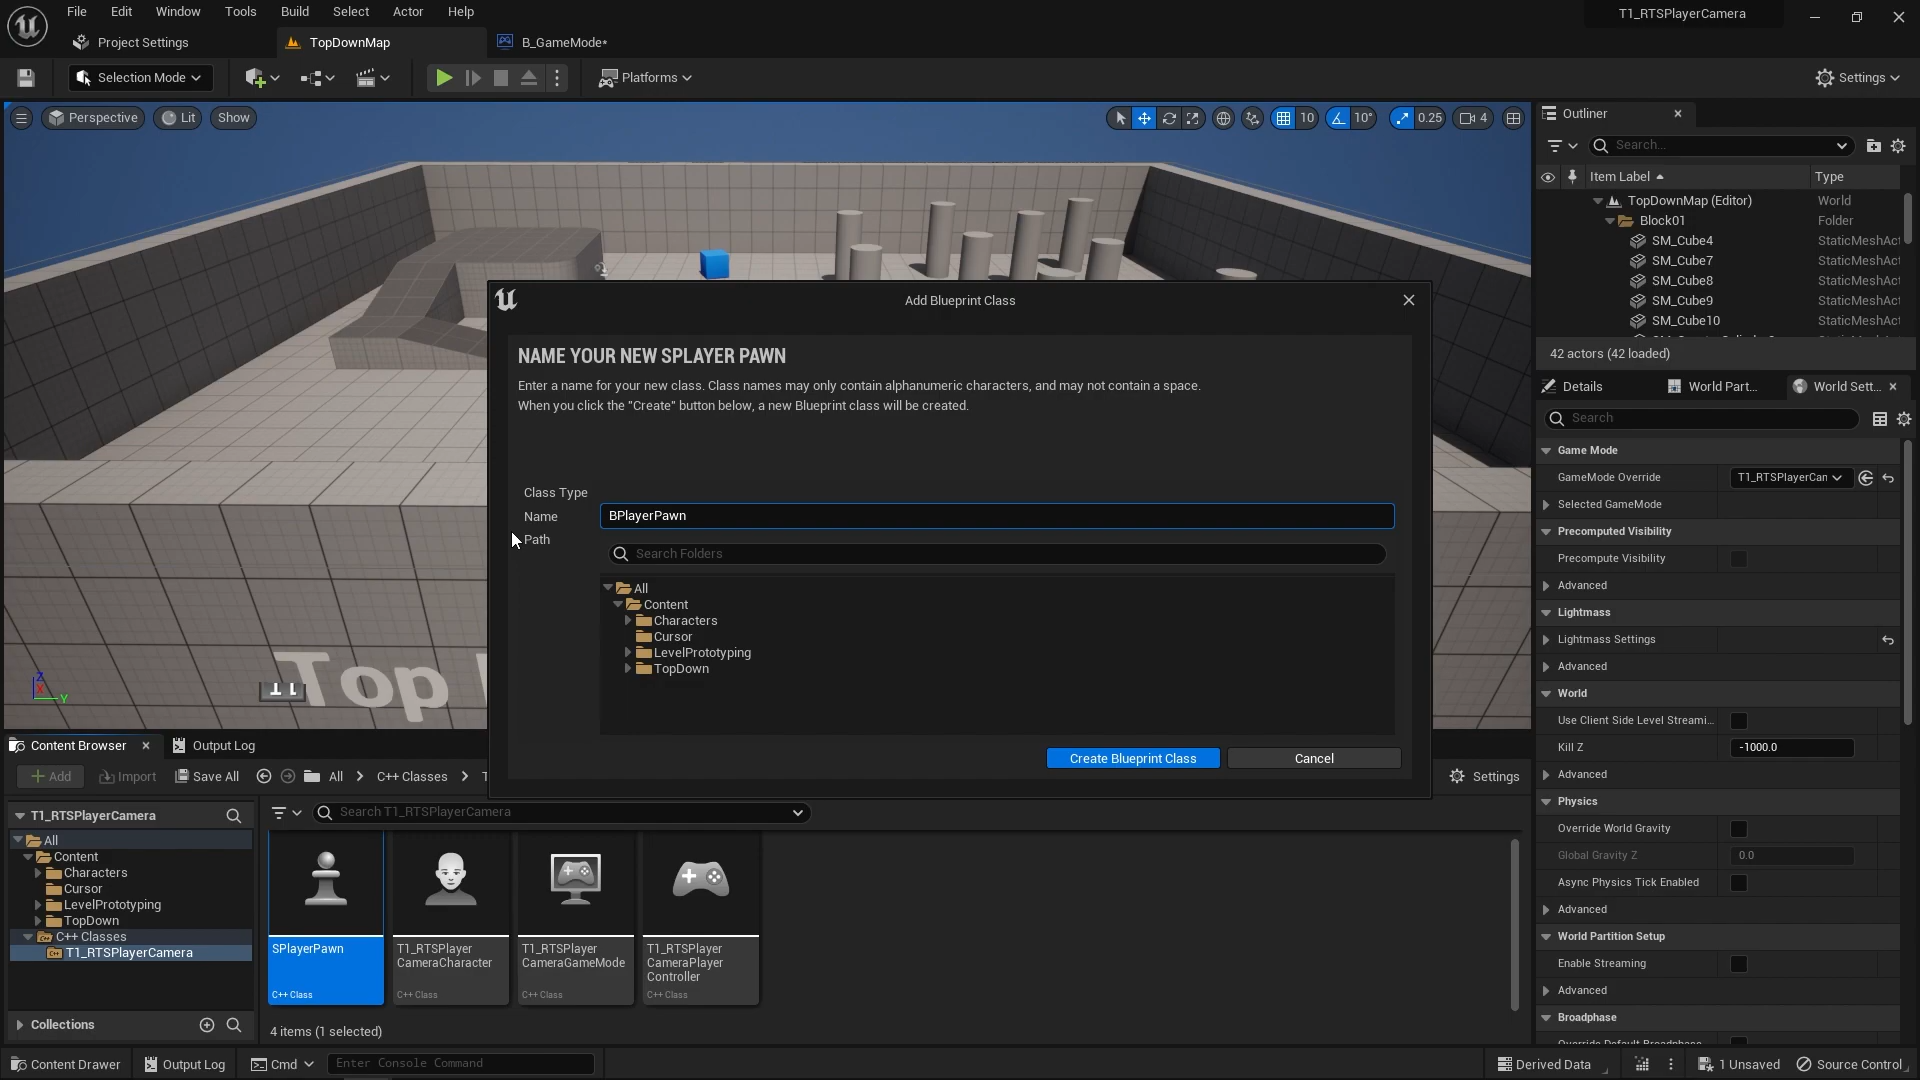 File Edit Window Tools Build Select Actor Help
T1_RTSPlayerCamera
Project Settings
TopDownMap
B_GameMode*
Selection Mode
Platforms
Settings
Perspective
Lit
Show
10
10°
0.25
4
Outliner
Search...
Item Label
Type
TopDownMap (Editor) World
Block01 Folder
SM_Cube4 StaticMeshAct
SM_Cube7 StaticMeshAct
SM_Cube8 StaticMeshAct
SM_Cube9 StaticMeshAct
SM_Cube10 StaticMeshAct
42 actors (42 loaded)
Add Blueprint Class
NAME YOUR NEW SPLAYER PAWN
Enter a name for your new class. Class names may only contain alphanumeric characters, and may not contain a space.
When you click the "Create" button below, a new Blueprint class will be created.
Class Type
Name BPlayerPawn
Path
Search Folders
All
Content
Characters
Cursor
LevelPrototyping
TopDown
Create Blueprint Class
Cancel
Top
Z
X
Y
Details
World Part...
World Sett...
Search
Game Mode
GameMode Override T1_RTSPlayerCan
Selected GameMode
Precomputed Visibility
Precompute Visibility
Advanced
Lightmass
Lightmass Settings
Advanced
World
Use Client Side Level Streami...
Kill Z -1000.0
Advanced
Physics
Override World Gravity
Global Gravity Z 0.0
Async Physics Tick Enabled
Advanced
World Partition Setup
Enable Streaming
Advanced
Broadphase
Override Default Broadphase
Content Browser
Output Log
Add
Import
Save All
All
C++ Classes
Settings
T1_RTSPlayerCamera
Search T1_RTSPlayerCamera
All
Content
Characters
Cursor
LevelPrototyping
TopDown
C++ Classes
T1_RTSPlayerCamera
Collections
SPlayerPawn
C++ Class
T1_RTSPlayer
CameraCharacter
C++ Class
T1_RTSPlayer
CameraGameMode
C++ Class
T1_RTSPlayer
CameraPlayer
Controller
C++ Class
4 items (1 selected)
Content Drawer
Output Log
Cmd
Enter Console Command
Derived Data
1 Unsaved
Source Control